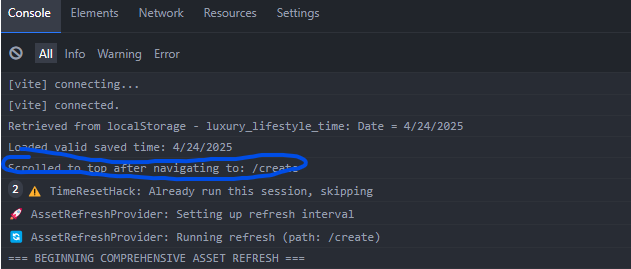 Console Elements Network Resources Settings
All Info Warning Error
[vite] connecting...
[vite] connected.
Retrieved from localStorage - luxury_lifestyle_time: Date = 4/24/2025
Loaded valid saved time: 4/24/2025
Scrolled to top after navigating to: /create
2 ⚠️ TimeResetHack: Already run this session, skipping
🚀 AssetRefreshProvider: Setting up refresh interval
🔄 AssetRefreshProvider: Running refresh (path: /create)
=== BEGINNING COMPREHENSIVE ASSET REFRESH ===